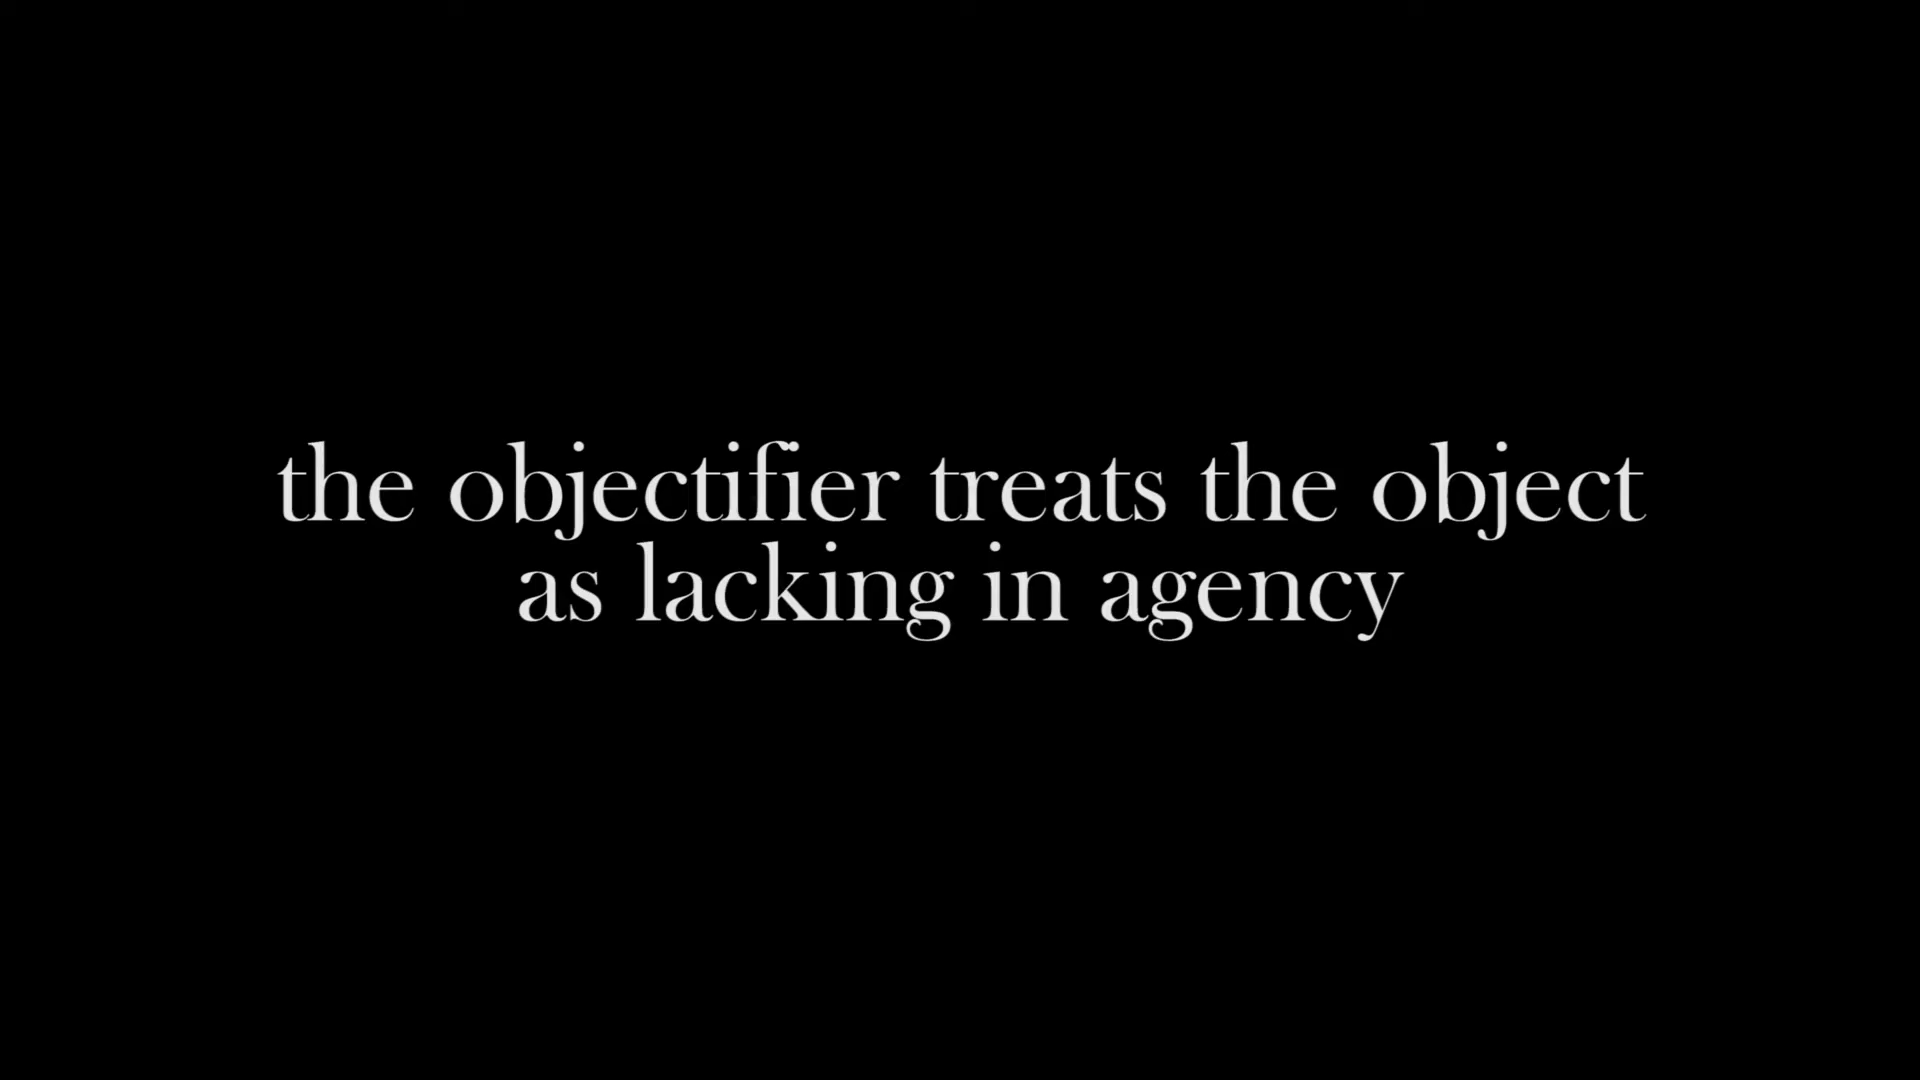 the objectifier treats the object
as lacking in agency